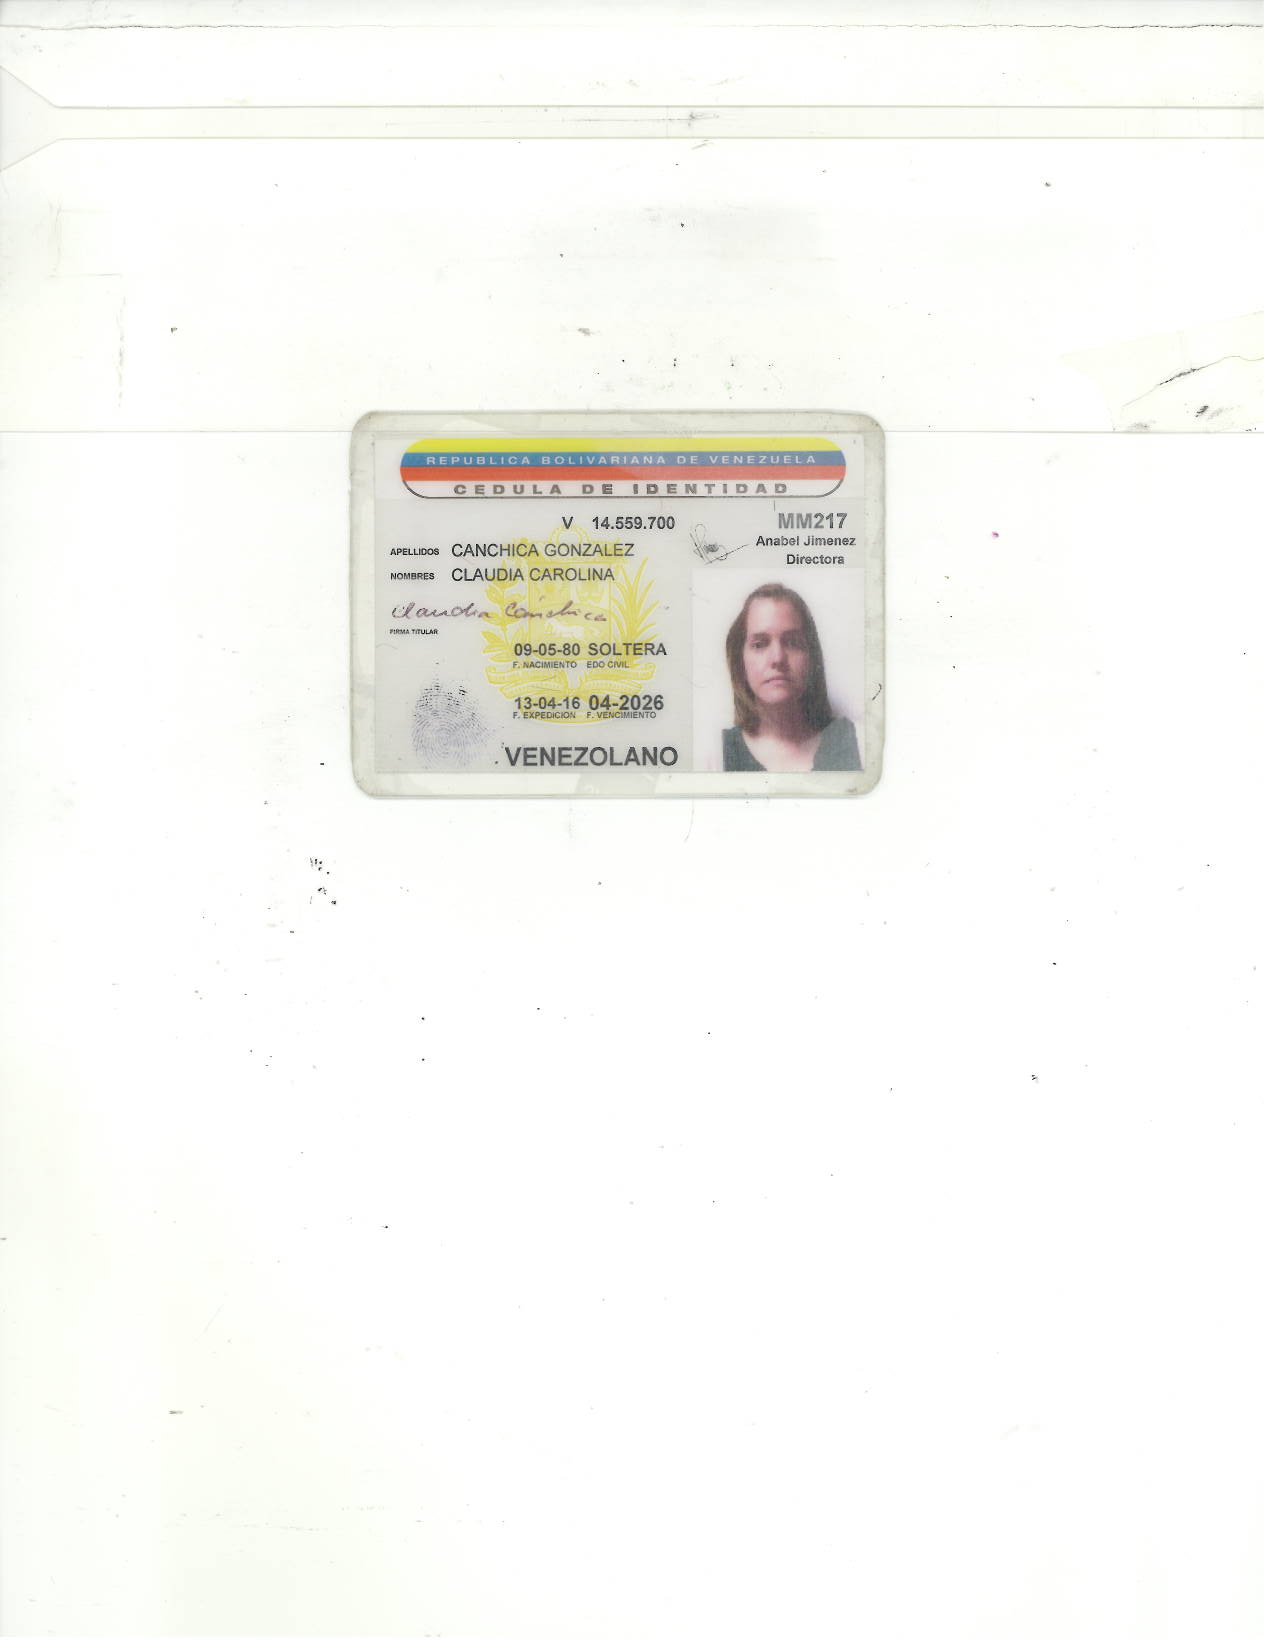 REPUBLICA BOLIVARIANA DE VENEZUELA
CEDULA DE IDENTIDAD
V 14.559.700
MM217
Anabel Jimenez
Directora
APELLIDOS CANCHICA GONZALEZ
NOMBRES CLAUDIA CAROLINA
Claudia Canchica
FIRMA TITULAR
09-05-80 SOLTERA
F. NACIMIENTO EDO CIVIL
13-04-16 04-2026
F. EXPEDICION F. VENCIMIENTO
VENEZOLANO